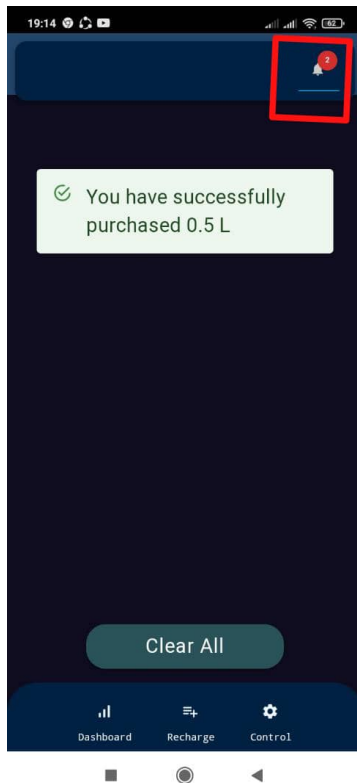 19:14
62
2
You have successfully
purchased 0.5 L
Clear All
Dashboard Recharge Control